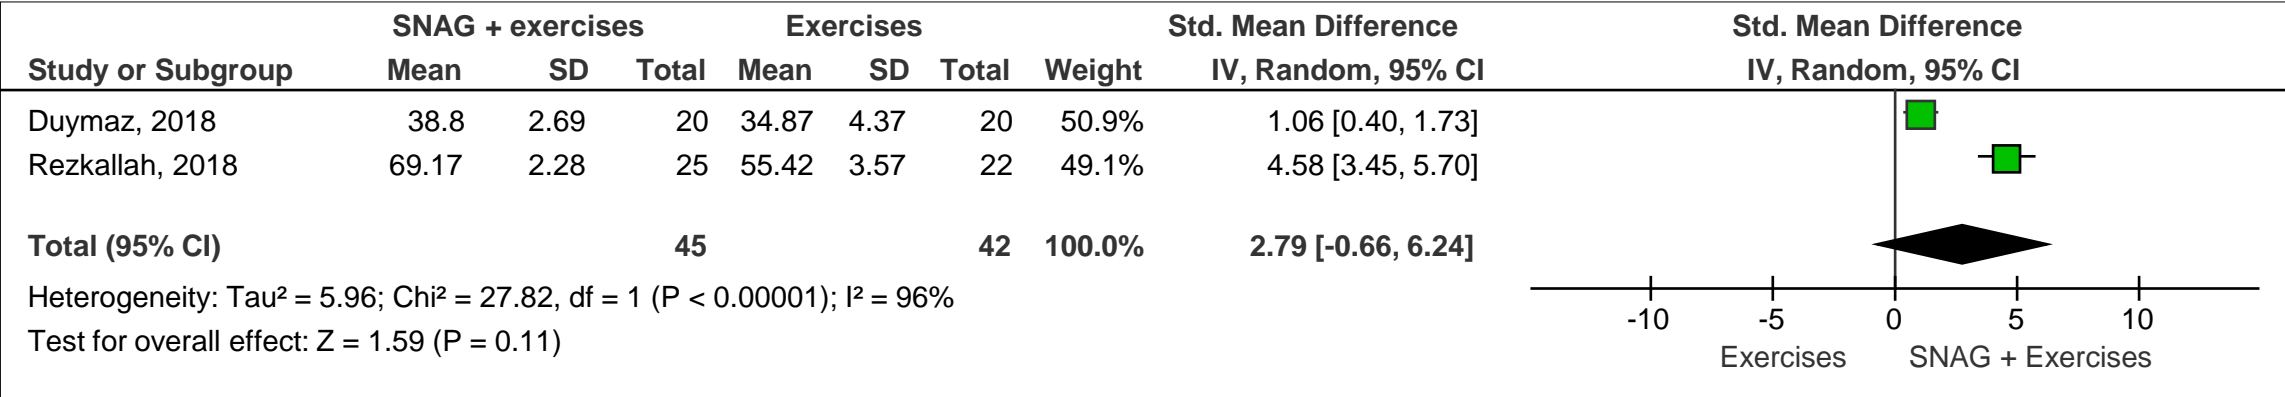 SNAG + exercises Exercises Std. Mean Difference Std. Mean Difference
Study or Subgroup Mean SD Total Mean SD Total Weight IV, Random, 95% CI IV, Random, 95% CI
Duymaz, 2018 38.8 2.69 20 34.87 4.37 20 50.9% 1.06 [0.40, 1.73]
Rezkallah, 2018 69.17 2.28 25 55.42 3.57 22 49.1% 4.58 [3.45, 5.70]
Total (95% CI) 45 42 100.0% 2.79 [-0.66, 6.24]
Heterogeneity: Tau² = 5.96; Chi² = 27.82, df = 1 (P < 0.00001); I² = 96%
Test for overall effect: Z = 1.59 (P = 0.11)
-10 -5 0 5 10
Exercises SNAG + Exercises